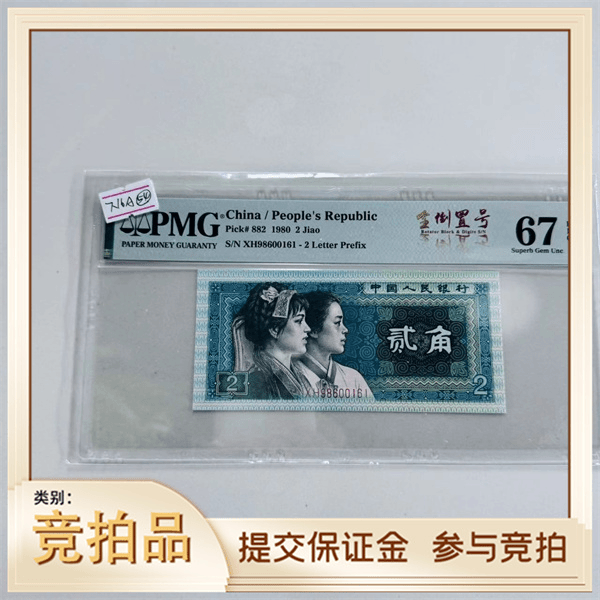 PMG
PAPER MONEY GUARANTY
China / People's Republic
Pick# 882 1980 2 Jiao
S/N XH98600161 - 2 Letter Prefix
全倒置号
Rotator Block & Digits S/N
67
Superb Gem Unc
中国人民银行
贰角
2
2
XH98600161
类别:
竞拍品
提交保证金 参与竞拍